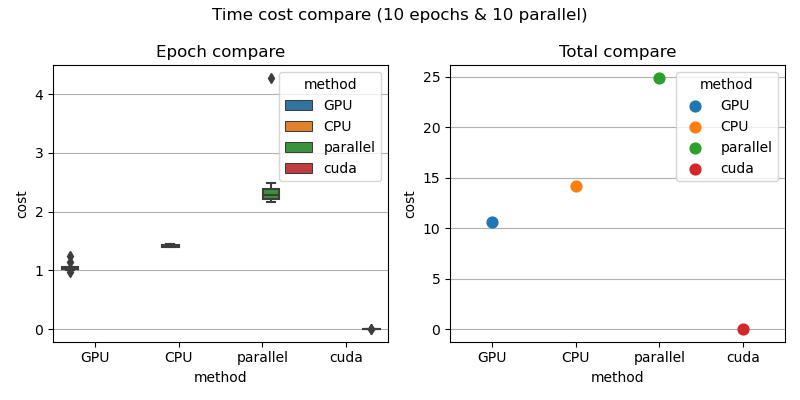 Time cost compare (10 epochs & 10 parallel)
Epoch compare
cost
4
3
2
1
0
GPU CPU parallel cuda
method
method
GPU
CPU
parallel
cuda
Total compare
cost
25
20
15
10
5
0
GPU CPU parallel cuda
method
method
GPU
CPU
parallel
cuda